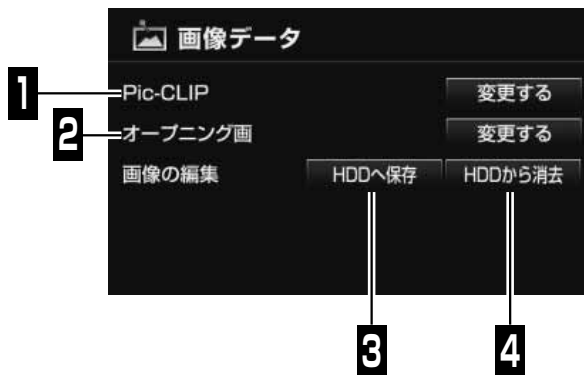 画像データ
1 Pic-CLIP 変更する
2 オープニング画 変更する
画像の編集 HDDへ保存 HDDから消去
3 4